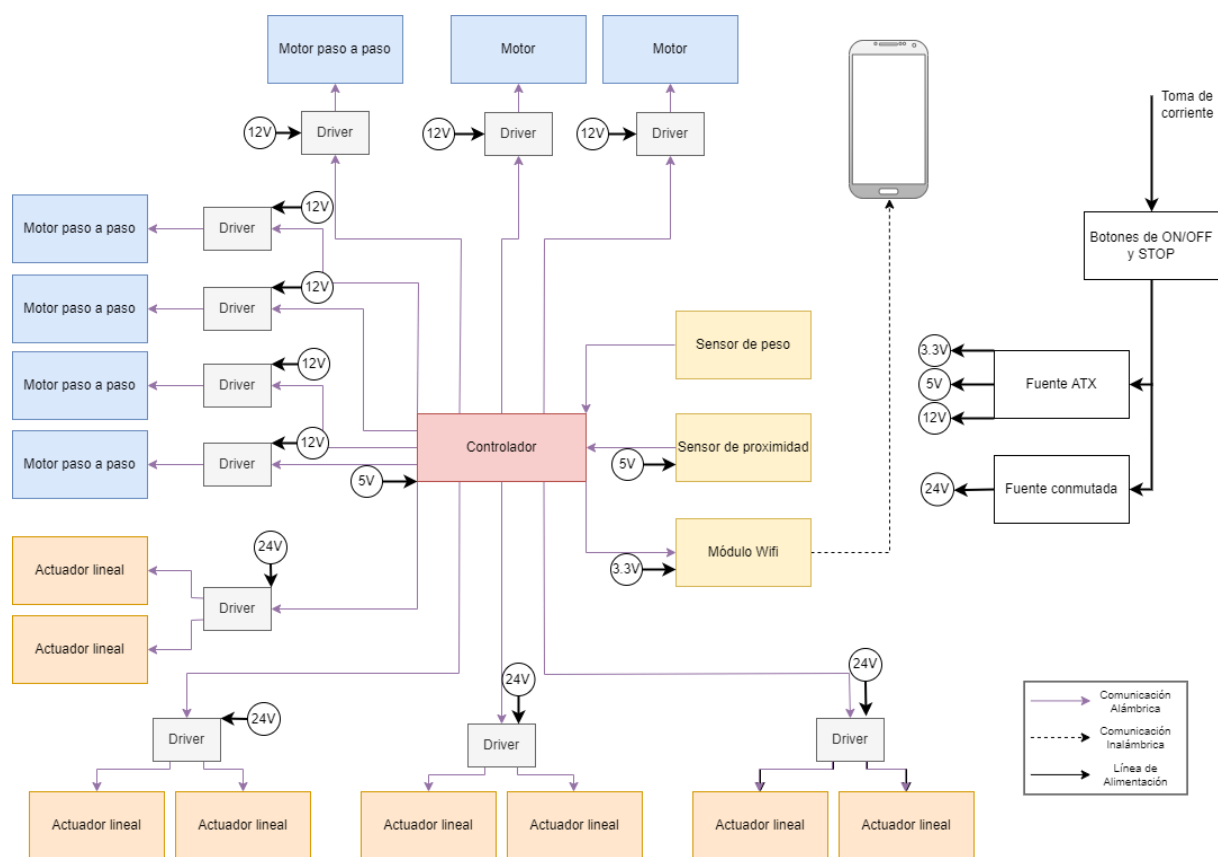 Motor paso a paso
Motor
Motor
Toma de
corriente
12V
Driver
12V
Driver
12V
Driver
Motor paso a paso
Driver
12V
Botones de ON/OFF
y STOP
Motor paso a paso
Driver
12V
Sensor de peso
3.3V
5V
12V
Fuente ATX
Motor paso a paso
Driver
12V
Motor paso a paso
Driver
12V
Controlador
5V
Sensor de proximidad
5V
24V
Fuente conmutada
Módulo Wifi
3.3V
24V
Actuador lineal
Driver
Actuador lineal
24V
Driver
24V
Driver
24V
Driver
Comunicación
Alámbrica
Comunicación
Inalámbrica
Línea de
Alimentación
Actuador lineal
Actuador lineal
Actuador lineal
Actuador lineal
Actuador lineal
Actuador lineal